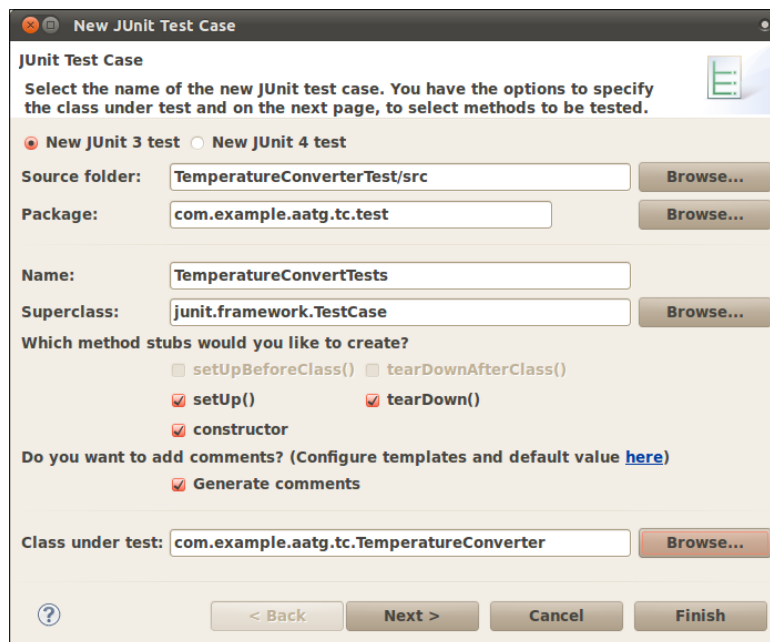 New JUnit Test Case
JUnit Test Case
Select the name of the new JUnit test case. You have the options to specify
the class under test and on the next page, to select methods to be tested.
New JUnit 3 test New JUnit 4 test
Source folder: TemperatureConverterTest/src Browse...
Package: com.example.aatg.tc.test Browse...
Name: TemperatureConvertTests
Superclass: junit.framework.TestCase Browse...
Which method stubs would you like to create?
setUpBeforeClass() tearDownAfterClass()
setUp() tearDown()
constructor
Do you want to add comments? (Configure templates and default value here)
Generate comments
Class under test: com.example.aatg.tc.TemperatureConverter Browse...
? < Back Next > Cancel Finish